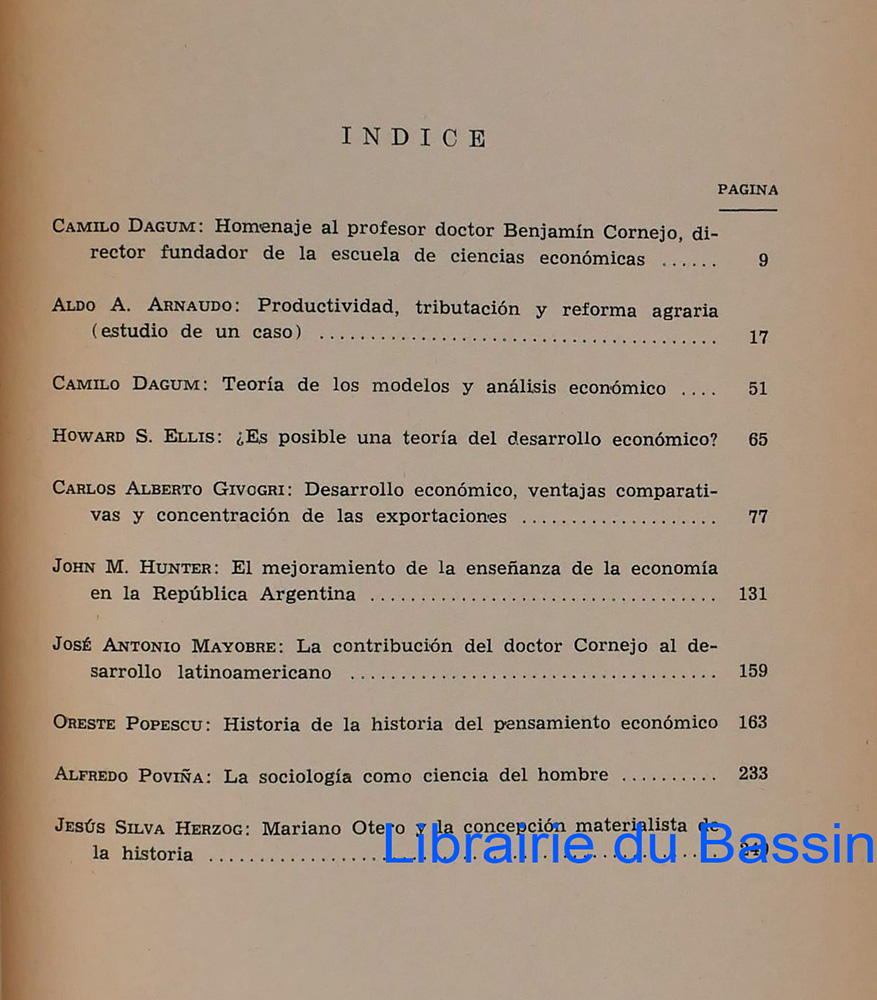 INDICE
PAGINA
CAMILO DAGUM: Homenaje al profesor doctor Benjamín Cornejo, di-
rector fundador de la escuela de ciencias económicas ...... 9
ALDO A. ARNAUDO: Productividad, tributación y reforma agraria
(estudio de un caso) ........................................ 17
CAMILO DAGUM: Teoría de los modelos y análisis económico .... 51
HOWARD S. ELLIS: ¿Es posible una teoría del desarrollo económico? 65
CARLOS ALBERTO GIVOGRI: Desarrollo económico, ventajas comparati-
vas y concentración de las exportaciones .................... 77
JOHN M. HUNTER: El mejoramiento de la enseñanza de la economía
en la República Argentina ................................... 131
JOSÉ ANTONIO MAYOBRE: La contribución del doctor Cornejo al de-
sarrollo latinoamericano ..................................... 159
ORESTE POPESCU: Historia de la historia del pensamiento económico 163
ALFREDO POVIÑA: La sociología como ciencia del hombre .......... 233
JESÚS SILVA HERZOG: Mariano Otero y la concepción materialista de
la historia ...................................................
Librairie du Bassin